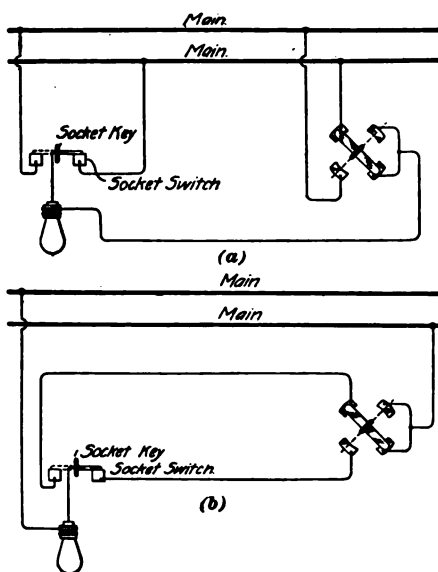 Main.
Main.
Socket Key
Socket Switch
(a)
Main
Main
Socket Key
Socket Switch.
(b)